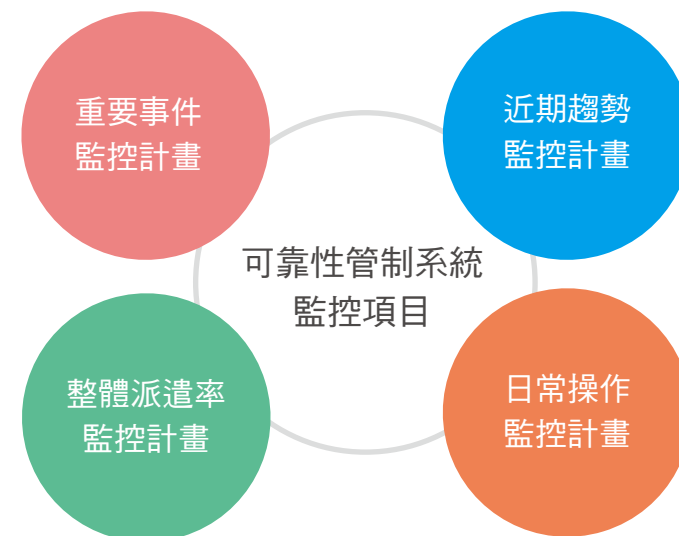 重要事件
監控計畫
近期趨勢
監控計畫
可靠性管制系統
監控項目
整體派遣率
監控計畫
日常操作
監控計畫